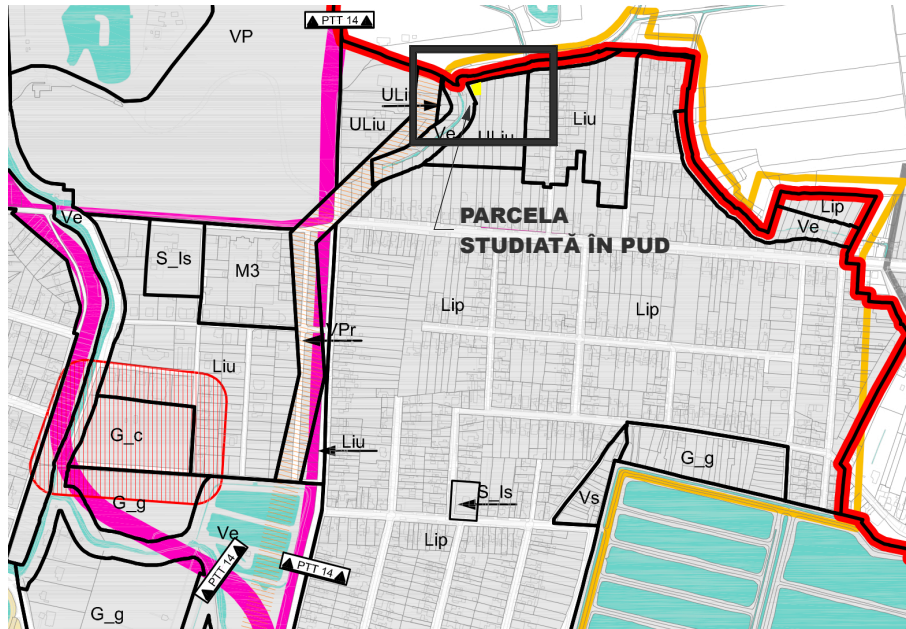 PTT 14
VP
ULiu
ULiu
Ve
ULiu
Liu
PARCELA
STUDIATĂ ÎN PUD
Lip
Ve
Ve
S_Is
M3
Lip
Lip
VPr
Liu
G_c
Liu
G_g
G_g
S_Is
Vs
Ve
Lip
PTT 14
PTT 14
G_g